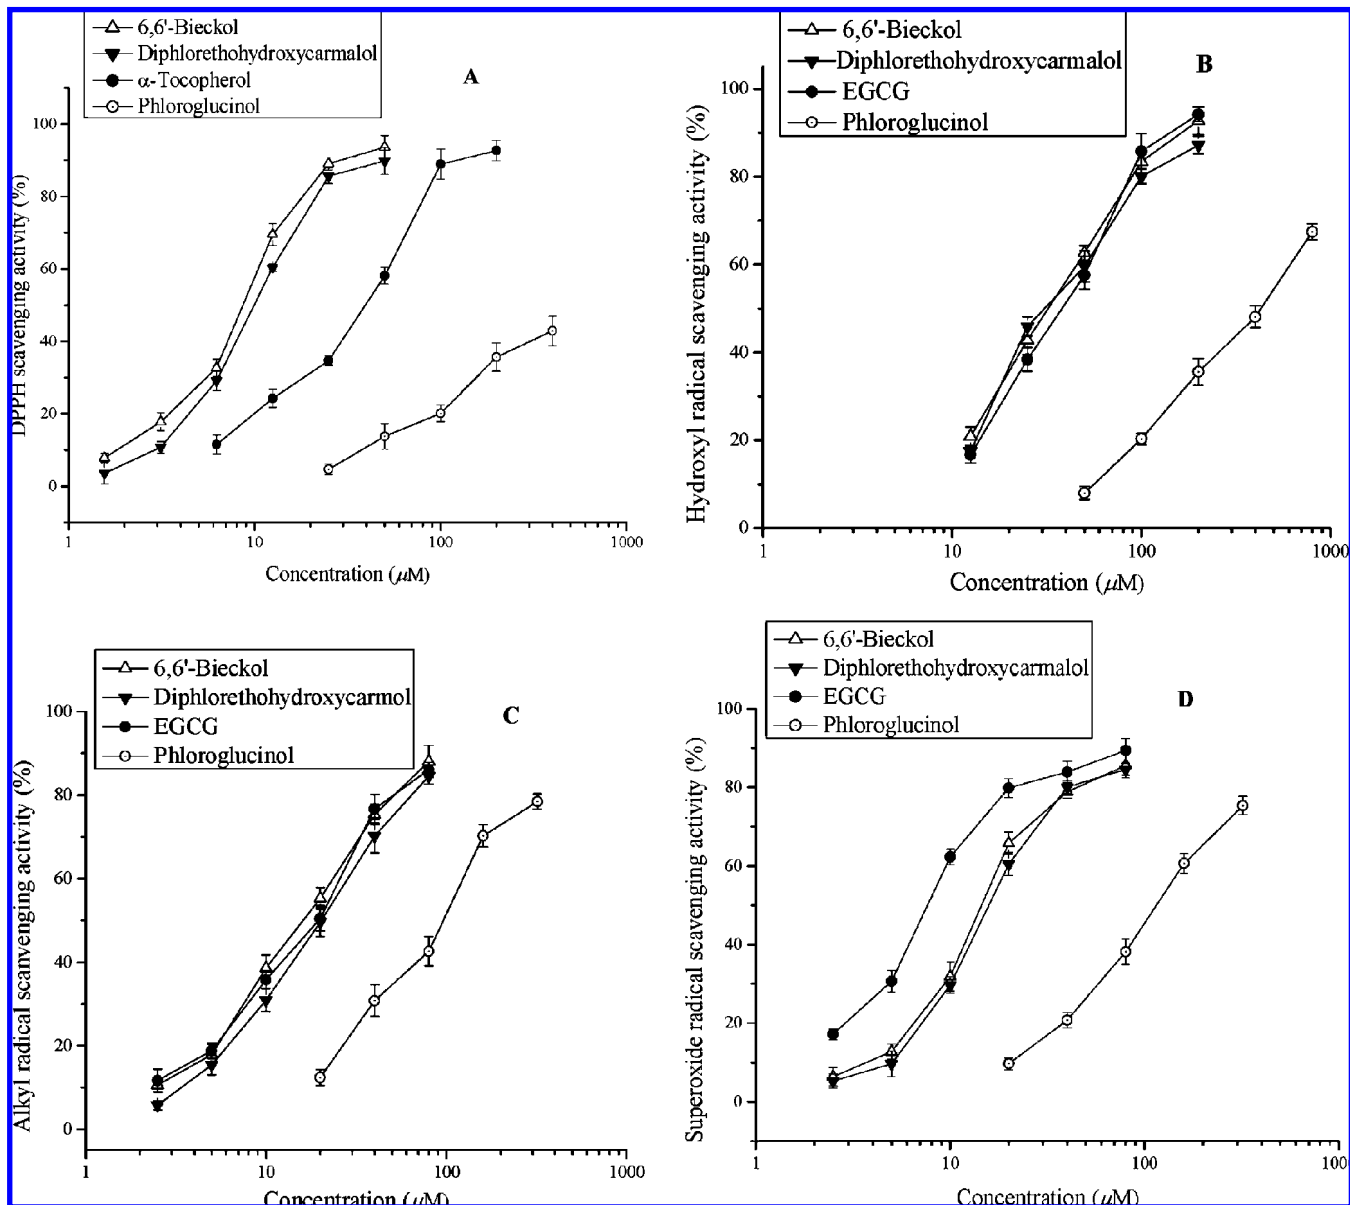 6,6'-Bieckol
Diphlorethohydroxycarmalol
α-Tocopherol
Phloroglucinol
A
DPPH scavenging activity (%)
100
80
60
40
20
0
1
10
100
1000
Concentration (μM)
6,6'-Bieckol
Diphlorethohydroxycarmalol
EGCG
Phloroglucinol
B
Hydroxyl radical scavenging activity (%)
100
80
60
40
20
0
1
10
100
1000
Concentration (μM)
6,6'-Bieckol
Diphlorethohydroxycarmol
EGCG
Phloroglucinol
C
Alkyl radical scanvenging activity (%)
100
80
60
40
20
0
1
10
100
1000
Concentration (μM)
6,6'-Bieckol
Diphlorethohydroxycarmalol
EGCG
Phloroglucinol
D
Superoxide radical scavenging activity (%)
100
80
60
40
20
0
1
10
100
100
Concentration (μM)